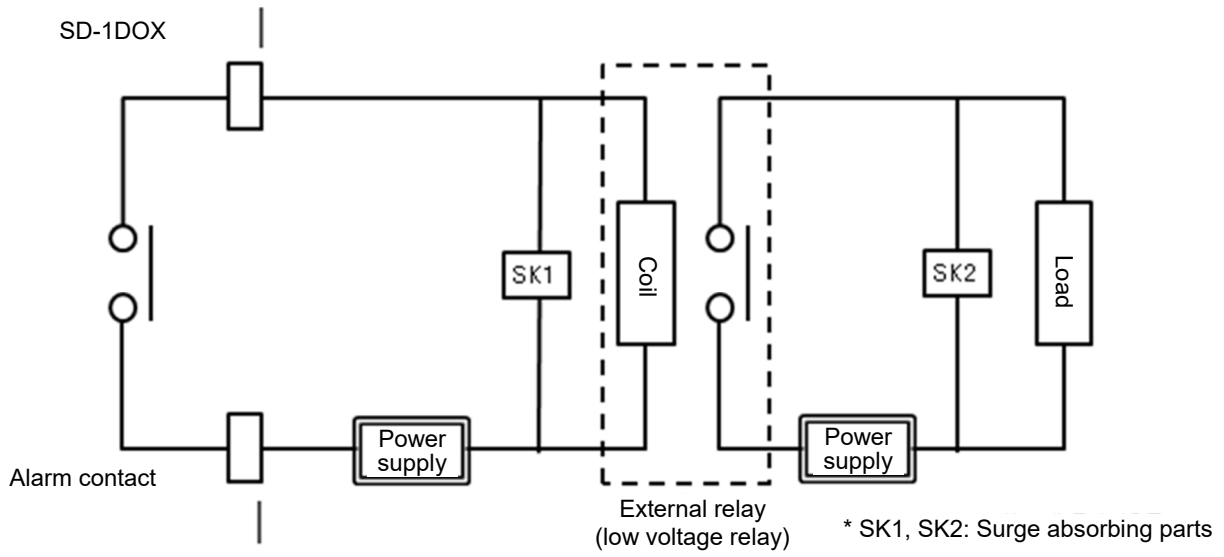 SD-1DOX
SK1
Coil
SK2
Load
Power
supply
Power
supply
Alarm contact
External relay
(low voltage relay)
* SK1, SK2: Surge absorbing parts